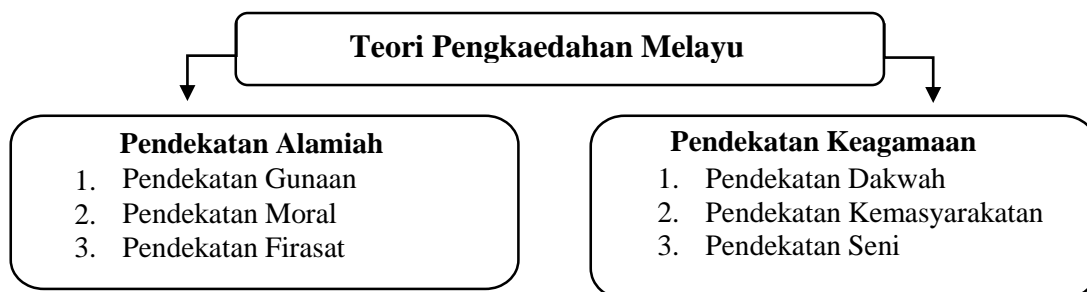 Teori Pengkaedahan Melayu
Pendekatan Alamiah
1. Pendekatan Gunaan
2. Pendekatan Moral
3. Pendekatan Firasat
Pendekatan Keagamaan
1. Pendekatan Dakwah
2. Pendekatan Kemasyarakatan
3. Pendekatan Seni